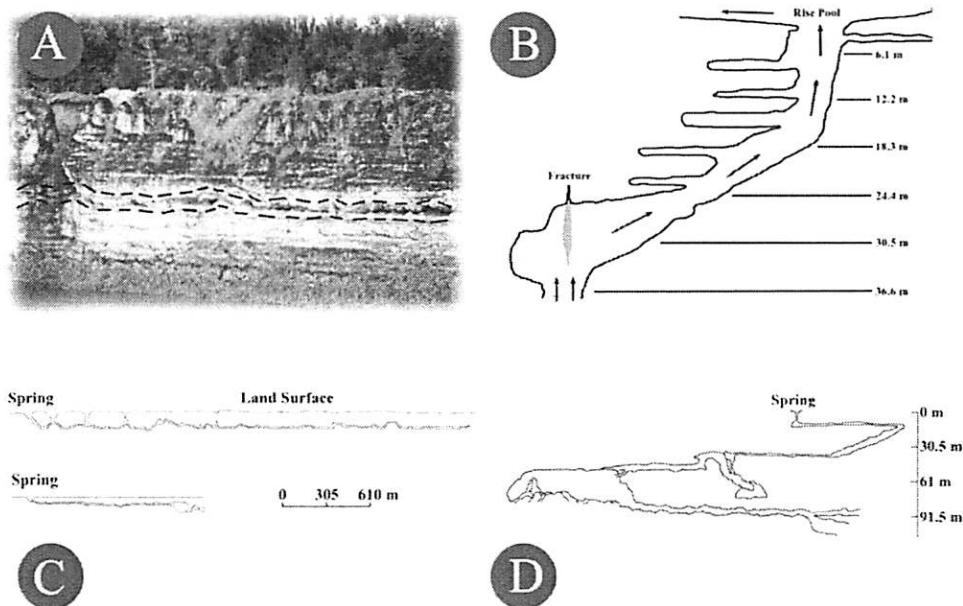 A
B
Rise Pool
6.1 m
12.2 m
18.3 m
Fracture
24.4 m
30.5 m
36.6 m
Spring
Land Surface
Spring
0 305 610 m
C
Spring
0 m
30.5 m
61 m
91.5 m
D